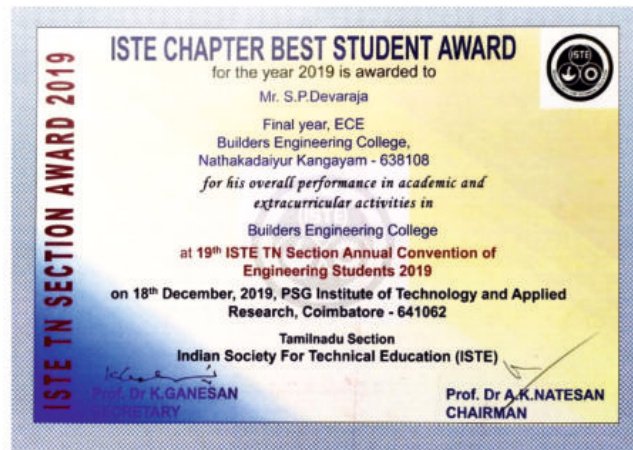 ISTE TN SECTION AWARD 2019
ISTE CHAPTER BEST STUDENT AWARD
for the year 2019 is awarded to
Mr. S.P.Devaraja
Final year, ECE
Builders Engineering College,
Nathakadaiyur Kangayam - 638108
for his overall performance in academic and
extracurricular activities in
Builders Engineering College
at 19th ISTE TN Section Annual Convention of
Engineering Students 2019
on 18th December, 2019, PSG Institute of Technology and Applied
Research, Coimbatore - 641062
Tamilnadu Section
Indian Society For Technical Education (ISTE)
Prof. Dr K.GANESAN
SECRETARY
Prof. Dr A.K.NATESAN
CHAIRMAN
ISTE